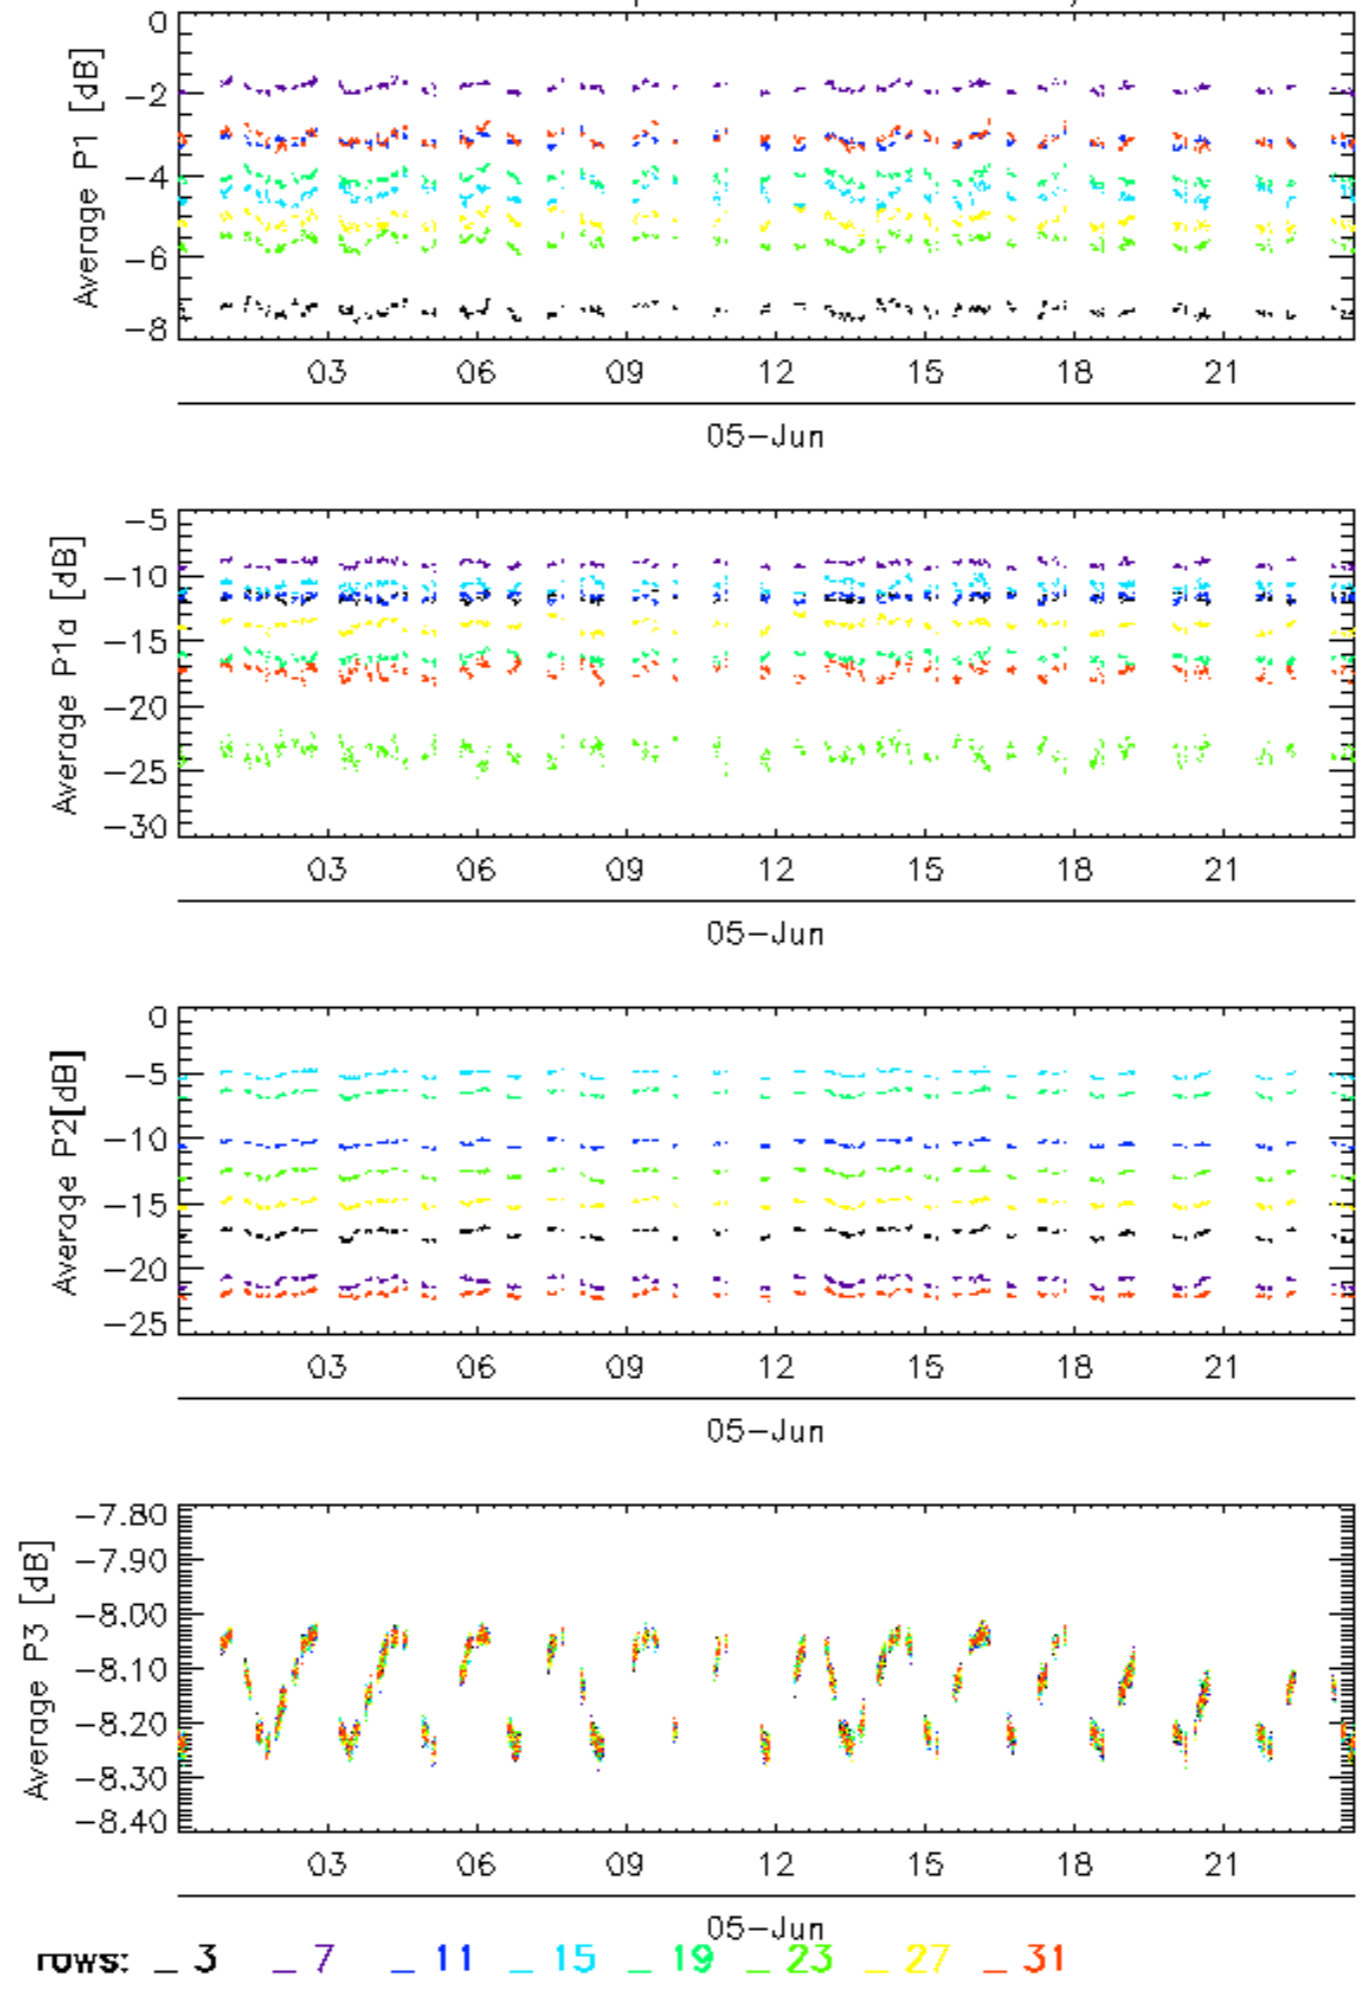 Average P1 [dB]
0
−2
−4
−6
−8
03 06 09 12 15 18 21
05−Jun
Average P1a [dB]
−5
−10
−15
−20
−25
−30
03 06 09 12 15 18 21
05−Jun
Average P2[dB]
0
−5
−10
−15
−20
−25
03 06 09 12 15 18 21
05−Jun
Average P3 [dB]
−7.80
−7.90
−8.00
−8.10
−8.20
−8.30
−8.40
03 06 09 12 15 18 21
05−Jun
rows: _ 3 _ 7 _ 11 _ 15 _ 19 _ 23 _ 27 _ 31